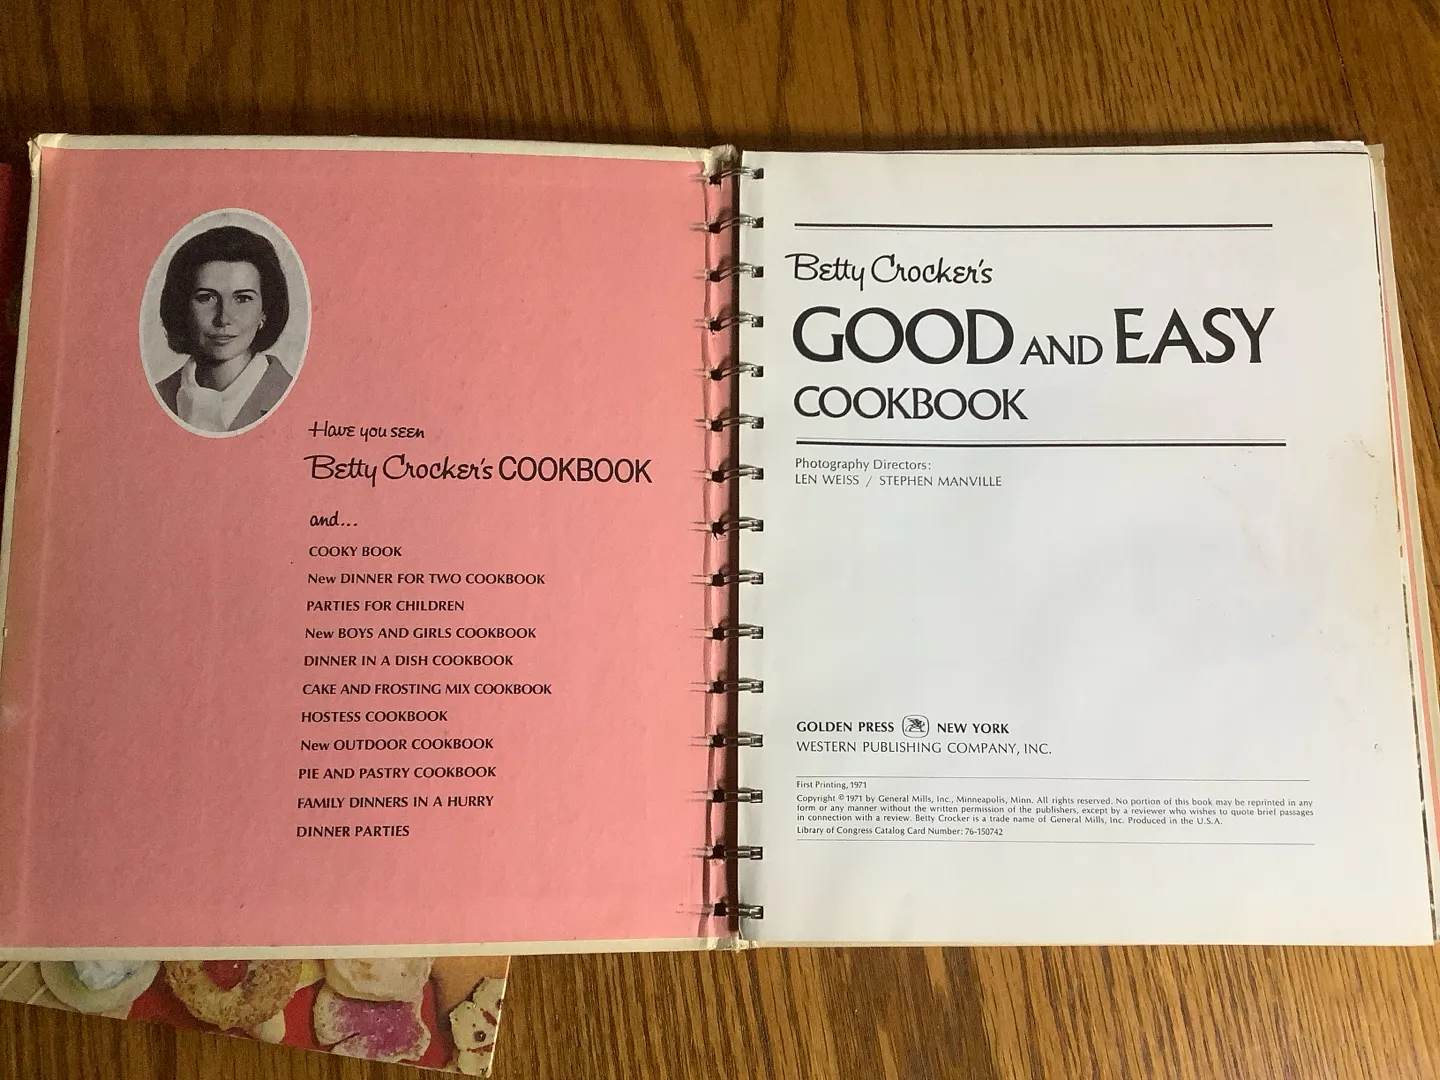 Have you seen
Betty Crocker's COOKBOOK
and...
COOKY BOOK
New DINNER FOR TWO COOKBOOK
PARTIES FOR CHILDREN
New BOYS AND GIRLS COOKBOOK
DINNER IN A DISH COOKBOOK
CAKE AND FROSTING MIX COOKBOOK
HOSTESS COOKBOOK
New OUTDOOR COOKBOOK
PIE AND PASTRY COOKBOOK
FAMILY DINNERS IN A HURRY
DINNER PARTIES
Betty Crocker's
GOOD AND EASY
COOKBOOK
Photography Directors:
LEN WEISS / STEPHEN MANVILLE
GOLDEN PRESS NEW YORK
WESTERN PUBLISHING COMPANY, INC.
First Printing, 1971
Copyright © 1971 by General Mills, Inc., Minneapolis, Minn. All rights reserved. No portion of this book may be reprinted in any
form or any manner without the written permission of the publishers, except by a reviewer who wishes to quote brief passages
in connection with a review. Betty Crocker is a trade name of General Mills, Inc. Produced in the U.S.A.
Library of Congress Catalog Card Number: 76-150742